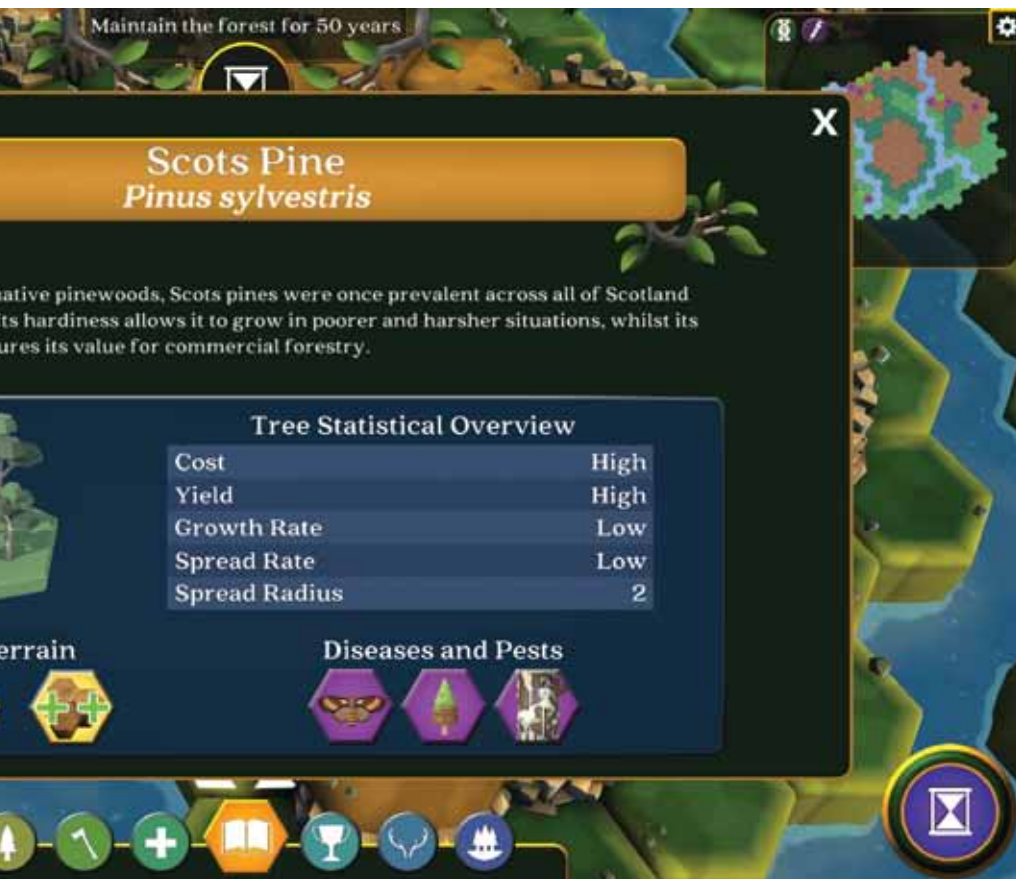 Maintain the forest for 50 years
X
Scots Pine
Pinus sylvestris
native pinewoods, Scots pines were once prevalent across all of Scotland
Its hardiness allows it to grow in poorer and harsher situations, whilst its
ures its value for commercial forestry.
Tree Statistical Overview
Cost High
Yield High
Growth Rate Low
Spread Rate Low
Spread Radius 2
errain
Diseases and Pests